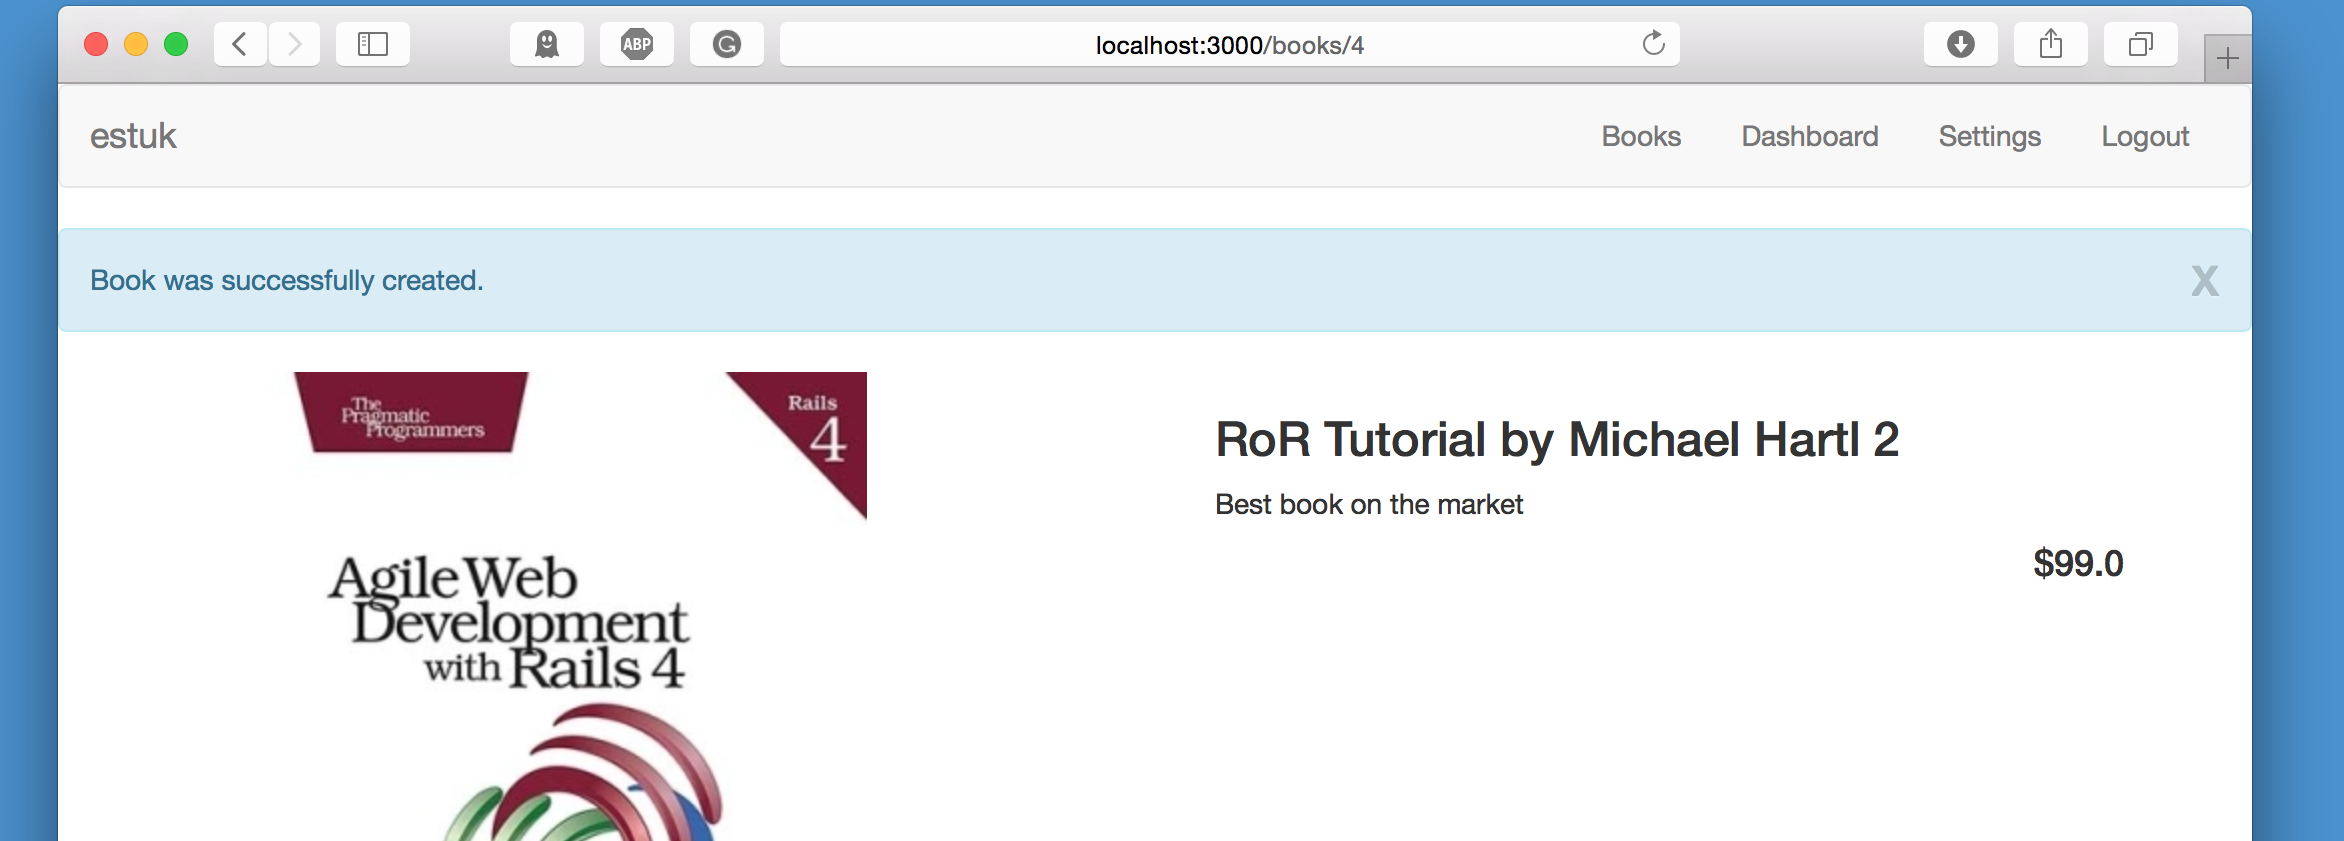 ABP
localhost:3000/books/4
estuk
Books
Dashboard
Settings
Logout
Book was successfully created.
X
The
Pragmatic
Programmers
Rails
4
Agile Web
Development
with Rails 4
RoR Tutorial by Michael Hartl 2
Best book on the market
$99.0